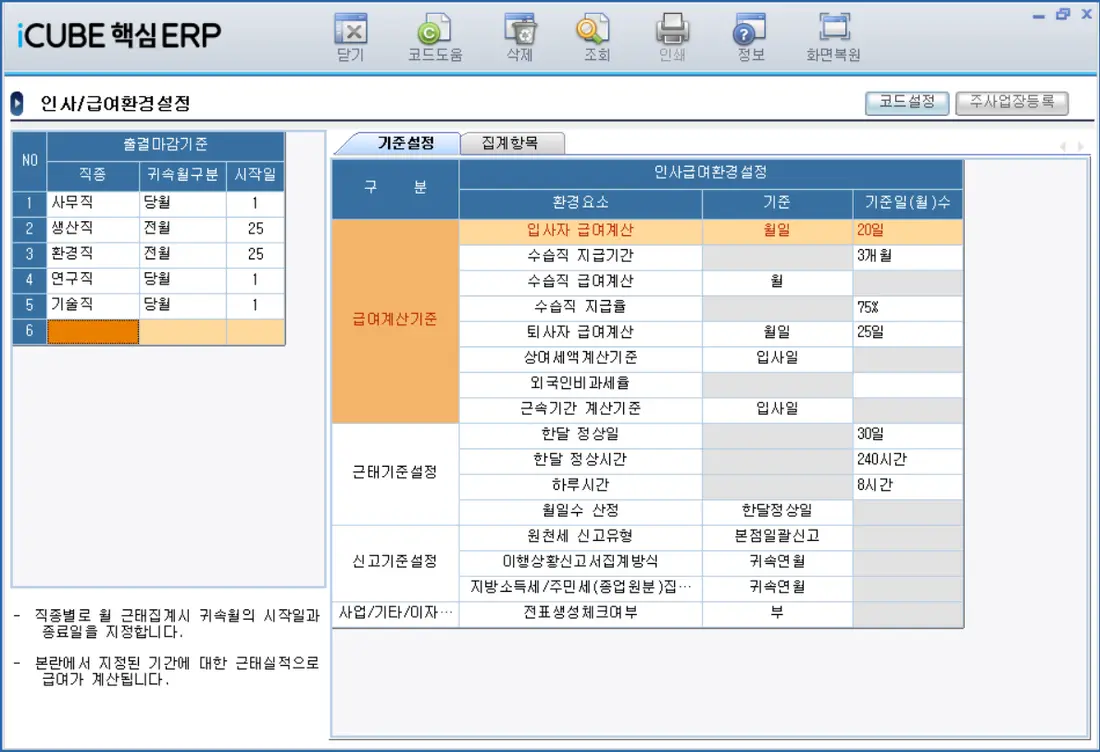 iCUBE 핵심ERP
닫기 코드도움 삭제 조회 인쇄 정보 화면복원
인사/급여환경설정 코드설정 주사업장등록
NO 출결마감기준
직종 귀속월구분 시작일
1 사무직 당월 1
2 생산직 전월 25
3 환경직 전월 25
4 연구직 당월 1
5 기술직 당월 1
6
- 직종별로 월 근태집계시 귀속월의 시작일과
종료일을 지정합니다.
- 본란에서 지정된 기간에 대한 근태실적으로
급여가 계산됩니다.
기준설정 집계항목
구 분 인사급여환경설정
환경요소 기준 기준일(월)수
급여계산기준
입사자 급여계산 월일 20일
수습직 지급기간 3개월
수습직 급여계산 월
수습직 지급율 75%
퇴사자 급여계산 월일 25일
상여세액계산기준 입사일
외국인비과세율
근속기간 계산기준 입사일
근태기준설정
한달 정상일 30일
한달 정상시간 240시간
하루시간 8시간
월일수 산정 한달정상일
신고기준설정
원천세 신고유형 본점일괄신고
이행상황신고서집계방식 귀속연월
지방소득세/주민세(종업원분)집… 귀속연월
사업/기타/이자… 전표생성체크여부 부